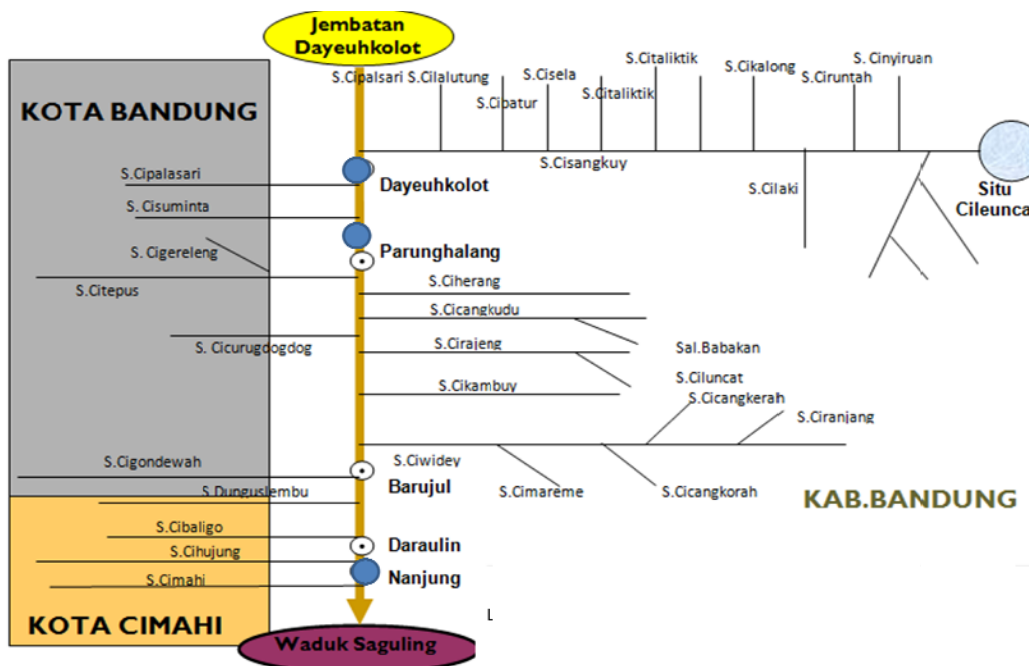 Jembatan
Dayeuhkolot
KOTA BANDUNG
S.Cipalsari
S.Cilalutung
S.Cibatur
S.Cisela
S.Citaliktik
S.Citaliktik
S.Cikalong
S.Ciruntah
S. Cinyiruan
S.Cisangkuy
S.Cilaki
Situ
Cileunca
S.Cipalasari
Dayeuhkolot
S. Cisuminta
S. Cigereleng
Parunghalang
S.Citepus
S.Ciherang
S.Cicangkudu
S. Cicurugdogdog
S.Cirajeng
Sal.Babakan
S.Cikambuy
S.Ciluncat
S.Cicangkerah
S.Ciranjang
S.Cigondewah
S.Ciwidey
Barujul
S.Cimareme
S.Cicangkorah
KAB.BANDUNG
S.Dunguslembu
S.Cibaligo
Daraulin
S.Cihujung
S.Cimahi
Nanjung
KOTA CIMAHI
L
Waduk Saguling